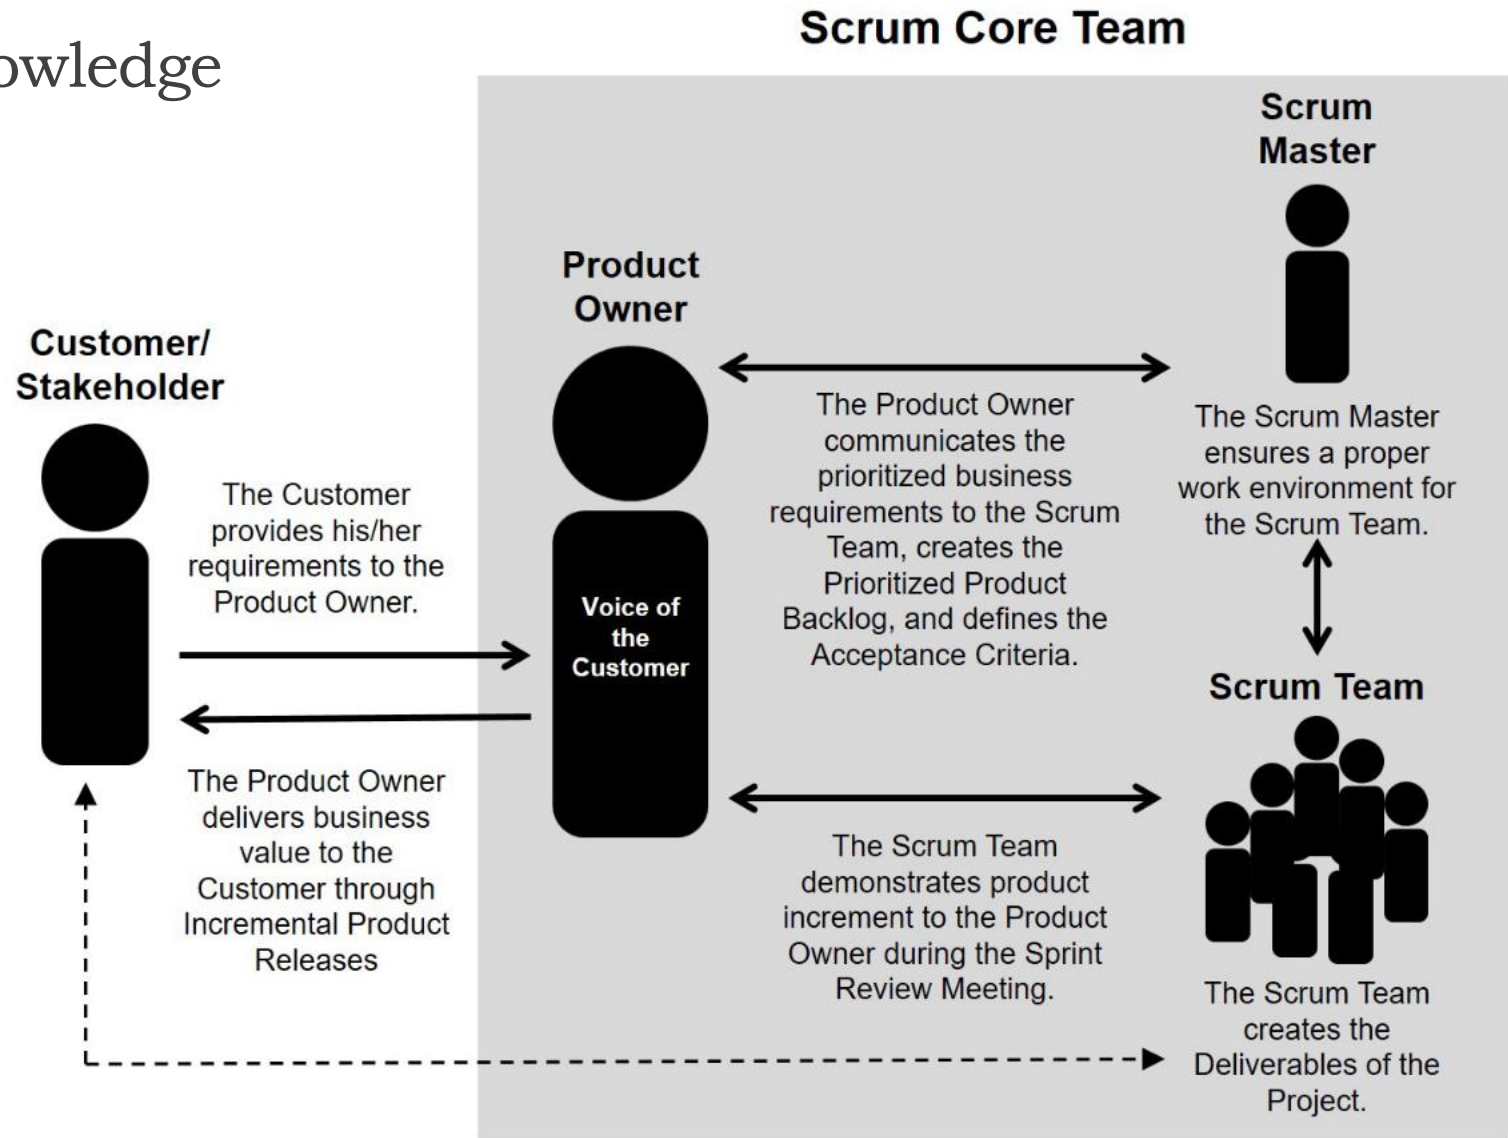 Scrum Core Team
owledge
Scrum
Master
Product
Owner
Customer/
Stakeholder
The Customer
provides his/her
requirements to the
Product Owner.
Voice of
the
Customer
The Product Owner
communicates the
prioritized business
requirements to the Scrum
Team, creates the
Prioritized Product
Backlog, and defines the
Acceptance Criteria.
The Scrum Master
ensures a proper
work environment for
the Scrum Team.
Scrum Team
The Product Owner
delivers business
value to the
Customer through
Incremental Product
Releases
The Scrum Team
demonstrates product
increment to the Product
Owner during the Sprint
Review Meeting.
The Scrum Team
creates the
Deliverables of the
Project.